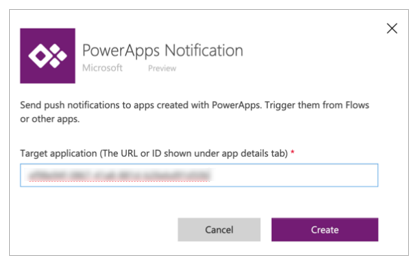 PowerApps Notification
Microsoft Preview
Send push notifications to apps created with PowerApps. Trigger them from Flows
or other apps.
Target application (The URL or ID shown under app details tab) *
Cancel Create